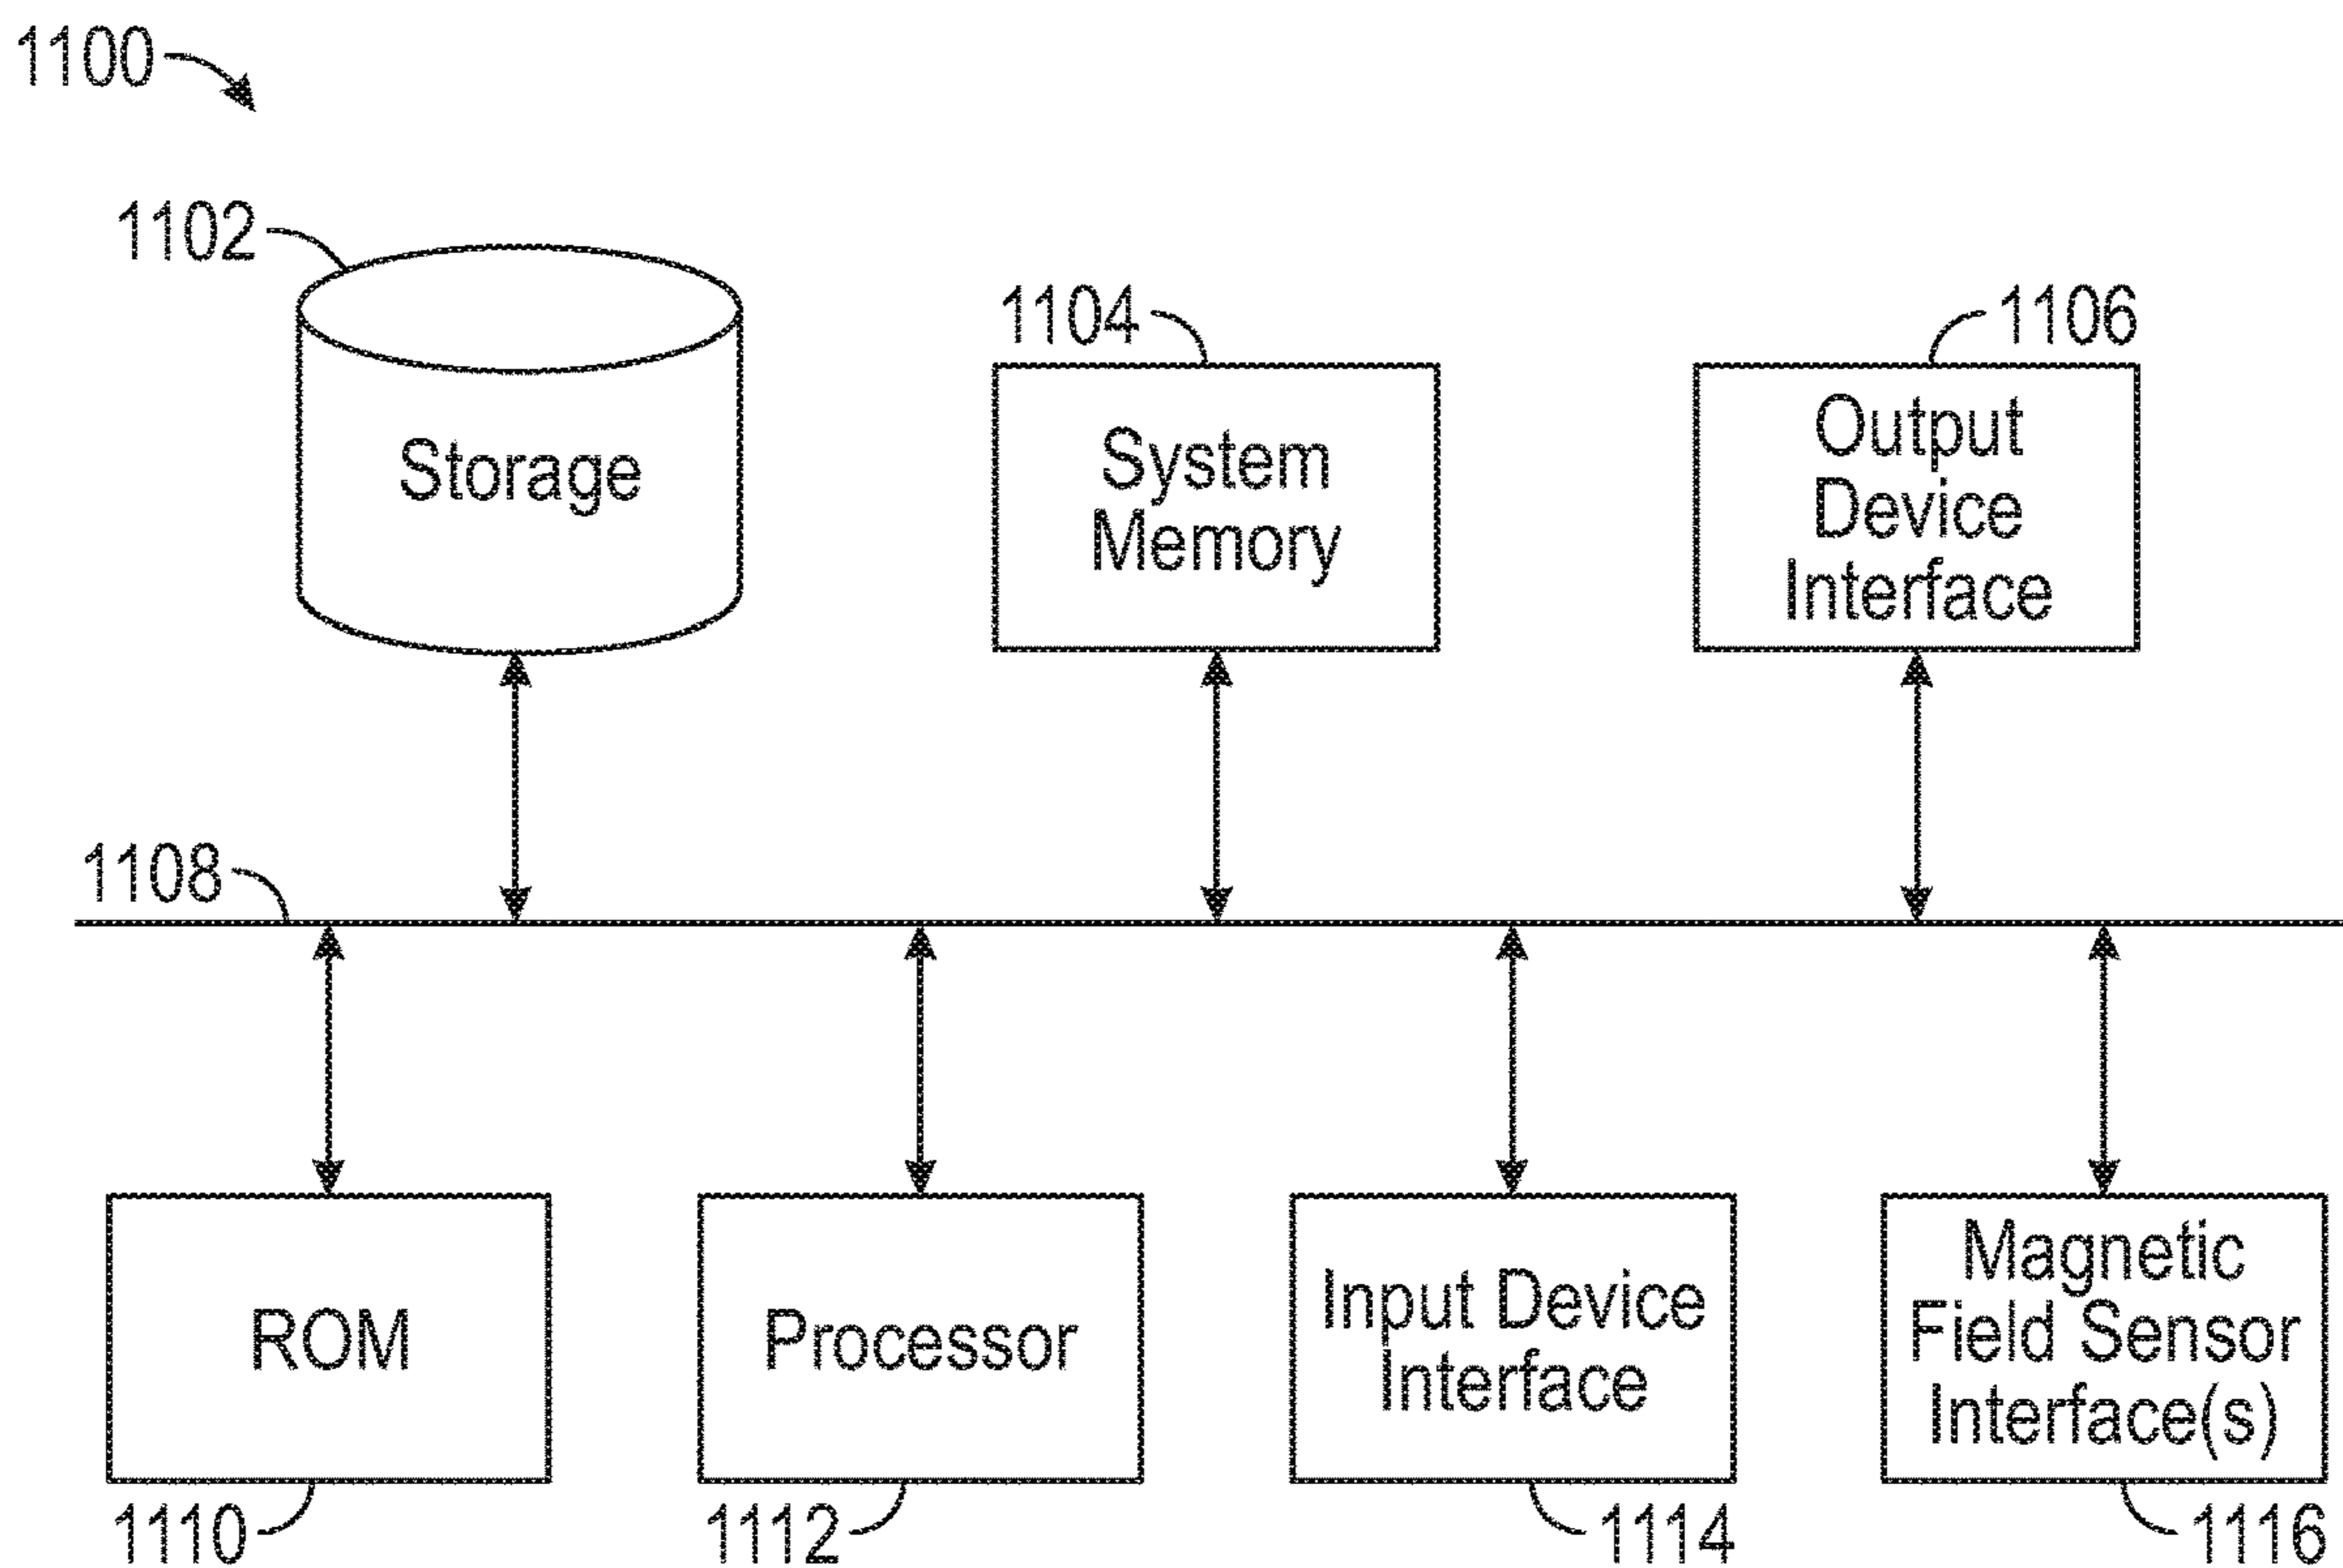 1100
1102
1104
1106
Storage
System
Memory
Output
Device
Interface
1108
ROM
Processor
Input Device
Interface
Magnetic
Field Sensor
Interface(s)
1110
1112
1114
1116